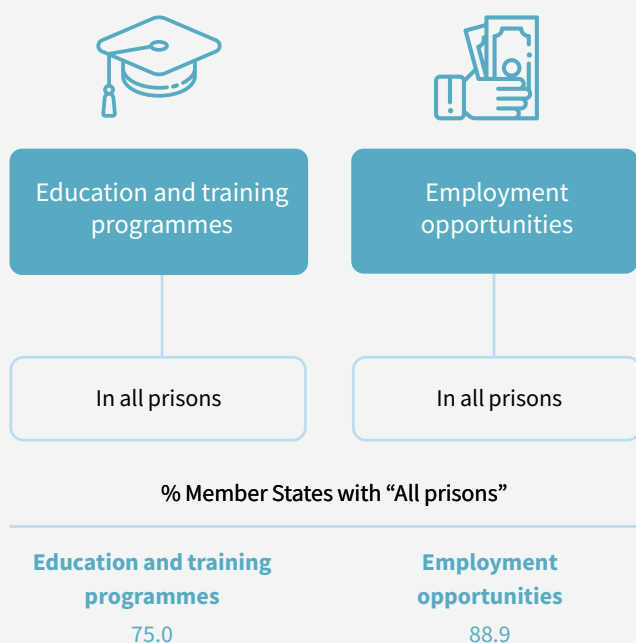 Education and training
programmes
Employment
opportunities
In all prisons
In all prisons
% Member States with “All prisons”
Education and training
programmes
75.0
Employment
opportunities
88.9